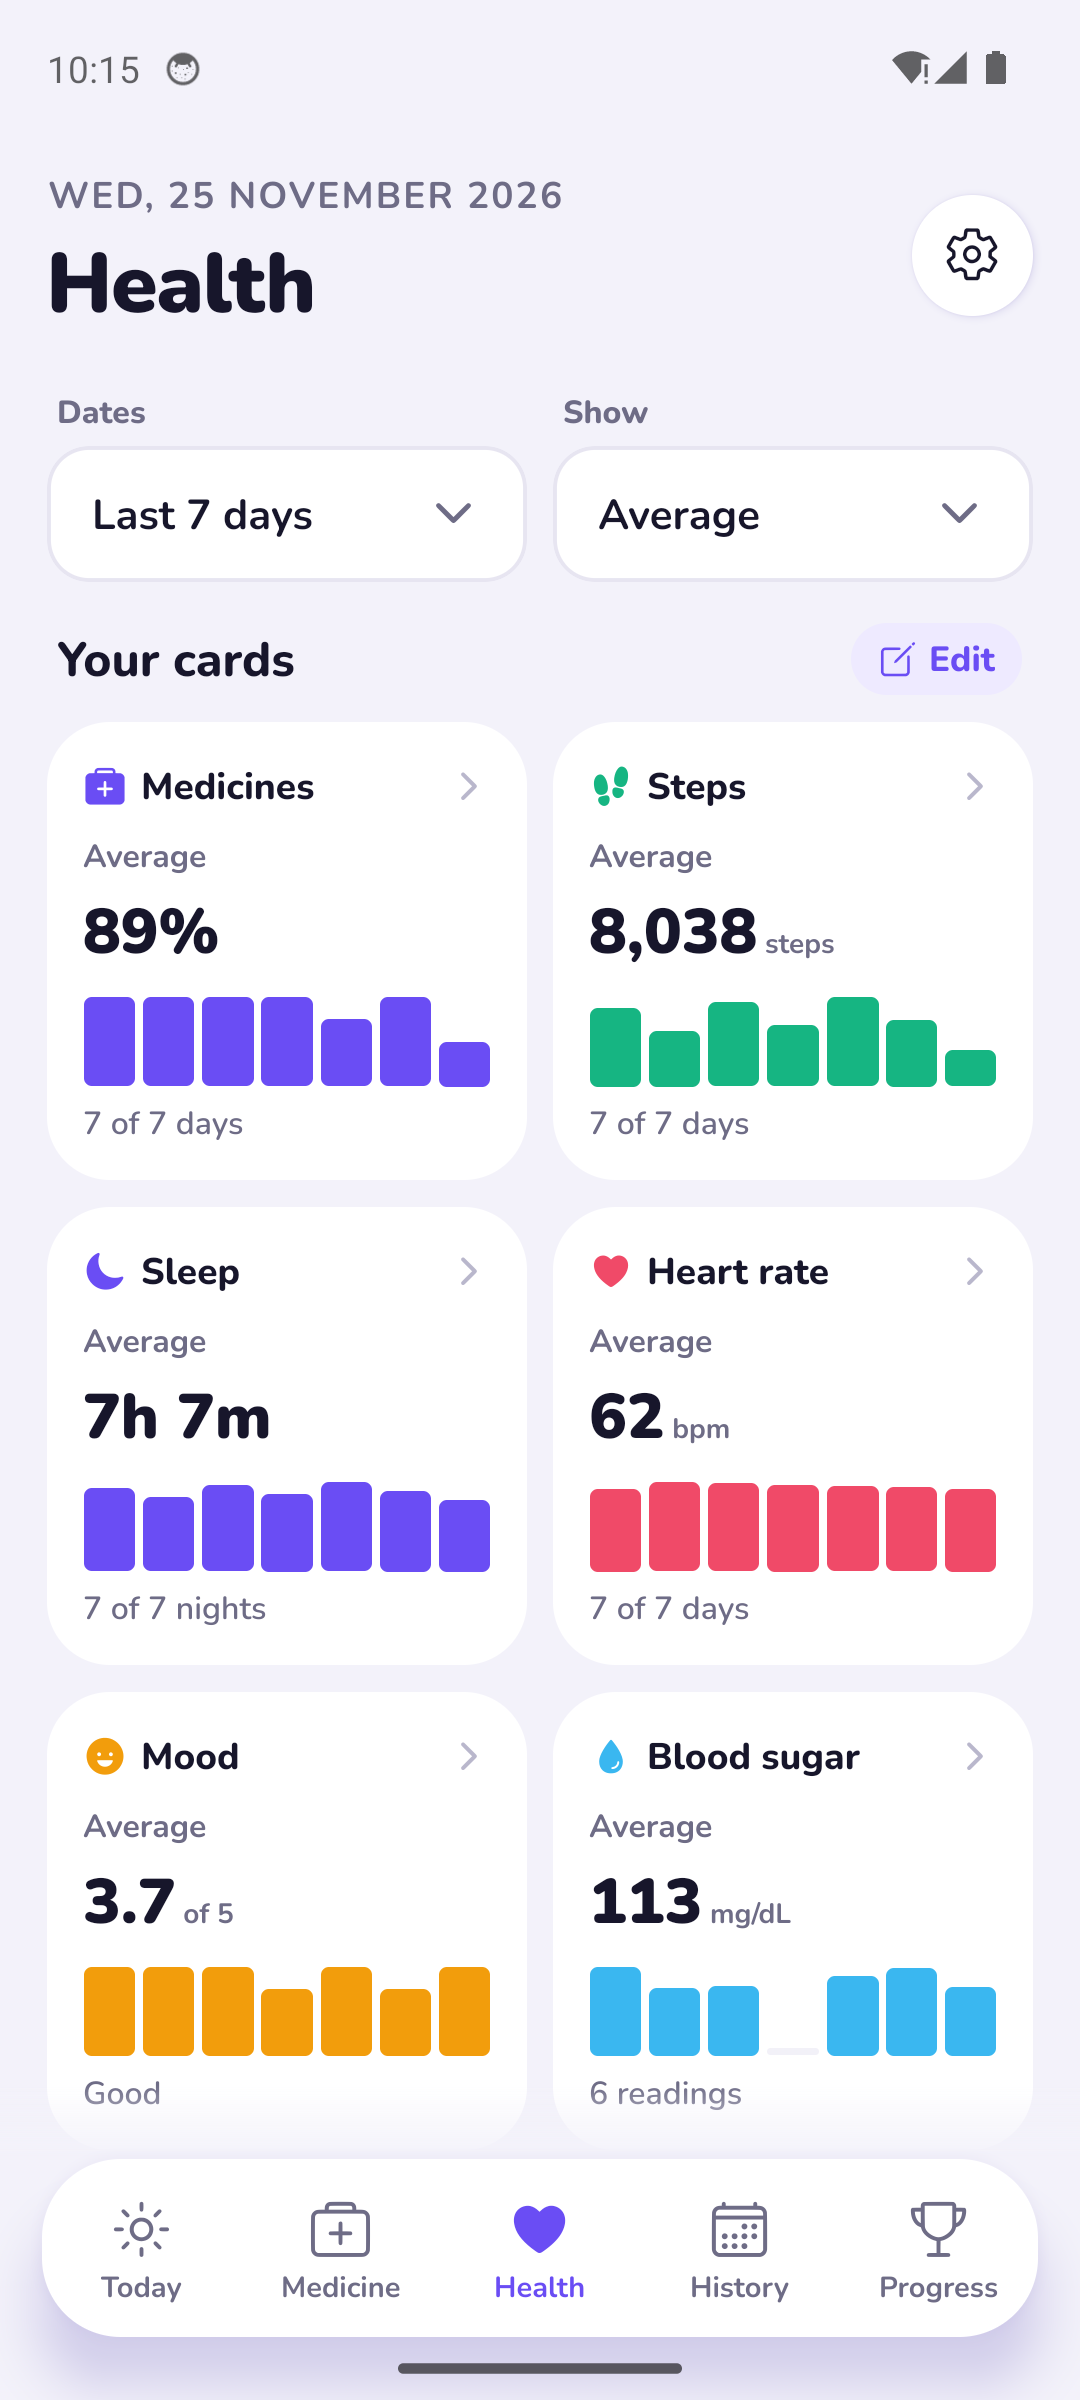 10:15
WED, 25 NOVEMBER 2026
Health
Dates
Show
Last 7 days
Average
Your cards
Edit
Medicines
Average
89%
7 of 7 days
Steps
Average
8,038 steps
7 of 7 days
Sleep
Average
7h 7m
7 of 7 nights
Heart rate
Average
62 bpm
7 of 7 days
Mood
Average
3.7 of 5
Good
Blood sugar
Average
113 mg/dL
6 readings
Today
Medicine
Health
History
Progress